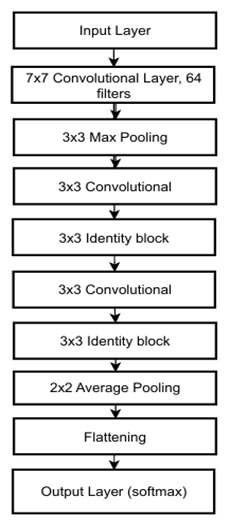 Input Layer
7x7 Convolutional Layer, 64
filters
3x3 Max Pooling
3x3 Convolutional
3x3 Identity block
3x3 Convolutional
3x3 Identity block
2x2 Average Pooling
Flattening
Output Layer (softmax)